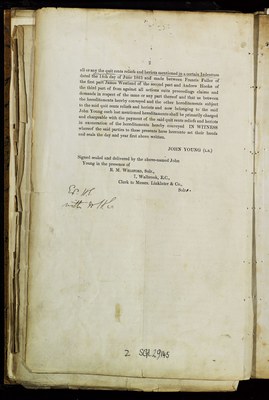 3
all or any the quit rents reliefs and heriots mentioned in a certain Indenture
dated the 15th day of June 1883 and made between Francis Fuller of
the first part James Westland of the second part and Andrew Hooke of
the third part of from against all actions suits proceedings claims and
demands in respect of the same or any part thereof and that as between
the hereditaments hereby conveyed and the other hereditaments subject
to the said quit rents reliefs and heriots and now belonging to the said
John Young such last mentioned hereditaments shall be primarily charged
and chargeable with the payment of the said quit rents reliefs and heriots
in exoneration of the hereditaments hereby conveyed IN WITNESS
whereof the said parties to these presents have hereunto set their hands
and seals the day and year first above written.
JOHN YOUNG (L.S.)
Signed sealed and delivered by the above-named John
Young in the presence of
7, Walbrook, E.C.,
Clerk to Messrs. Linklater & Co.,
Solrs.
2 SCR 29145